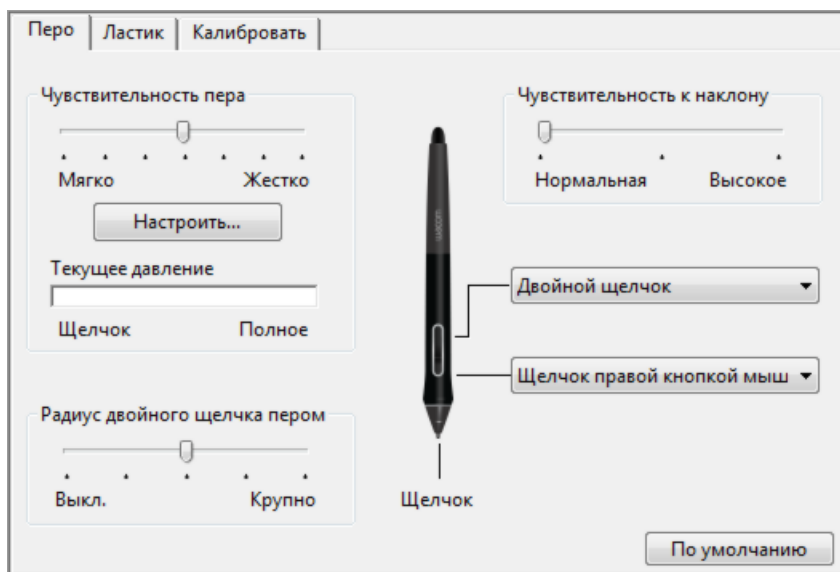 Перо Ластик Калибровать
Чувствительность пера
Мягко Жестко
Настроить...
Текущее давление
Щелчок Полное
Радиус двойного щелчка пером
Выкл. Крупно
wacom
Щелчок
Чувствительность к наклону
Нормальная Высокое
Двойной щелчок
Щелчок правой кнопкой мыш
По умолчанию